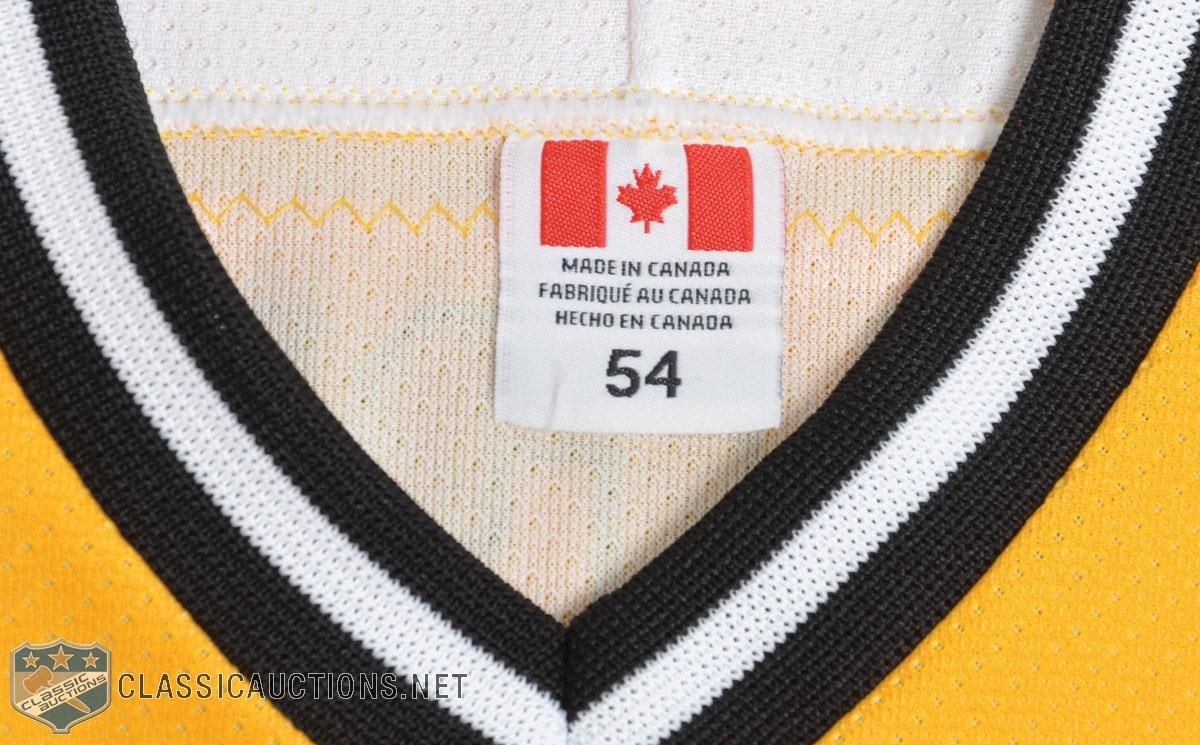 MADE IN CANADA
FABRIQUÉ AU CANADA
HECHO EN CANADA
54
CLASSIC
AUCTIONS
CLASSICAUCTIONS.NET